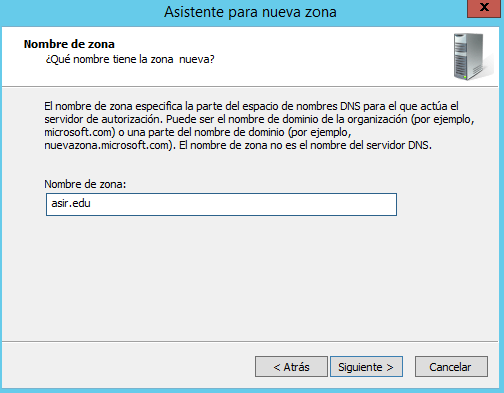 Asistente para nueva zona
x
Nombre de zona
¿Qué nombre tiene la zona nueva?
El nombre de zona especifica la parte del espacio de nombres DNS para el que actúa el
servidor de autorización. Puede ser el nombre de dominio de la organización (por ejemplo,
microsoft.com) o una parte del nombre de dominio (por ejemplo,
nuevazona.microsoft.com). El nombre de zona no es el nombre del servidor DNS.
Nombre de zona:
asir.edu
< Atrás
Siguiente >
Cancelar